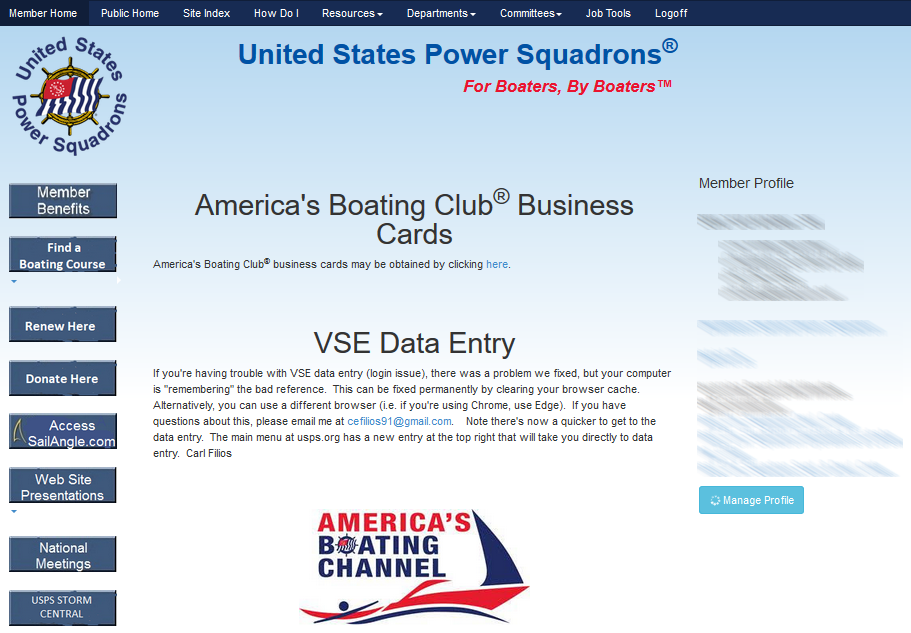 Member Home Public Home Site Index How Do I Resources Departments Committees Job Tools Logoff
United States
Power Squadrons
United States Power Squadrons®
For Boaters, By Boaters™
Member
Benefits
Find a
Boating Course
Renew Here
Donate Here
Access
SailAngle.com
Web Site
Presentations
National
Meetings
USPS STORM
CENTRAL
America's Boating Club® Business
Cards
America's Boating Club® business cards may be obtained by clicking here.
VSE Data Entry
If you're having trouble with VSE data entry (login issue), there was a problem we fixed, but your computer
is "remembering" the bad reference.  This can be fixed permanently by clearing your browser cache.
Alternatively, you can use a different browser (i.e. if you're using Chrome, use Edge).  If you have
questions about this, please email me at cefilios91@gmail.com.    Note there's now a quicker to get to the
data entry.  The main menu at usps.org has a new entry at the top right that will take you directly to data
entry.  Carl Filios
AMERICA'S
BOATING
CHANNEL
Member Profile
Manage Profile